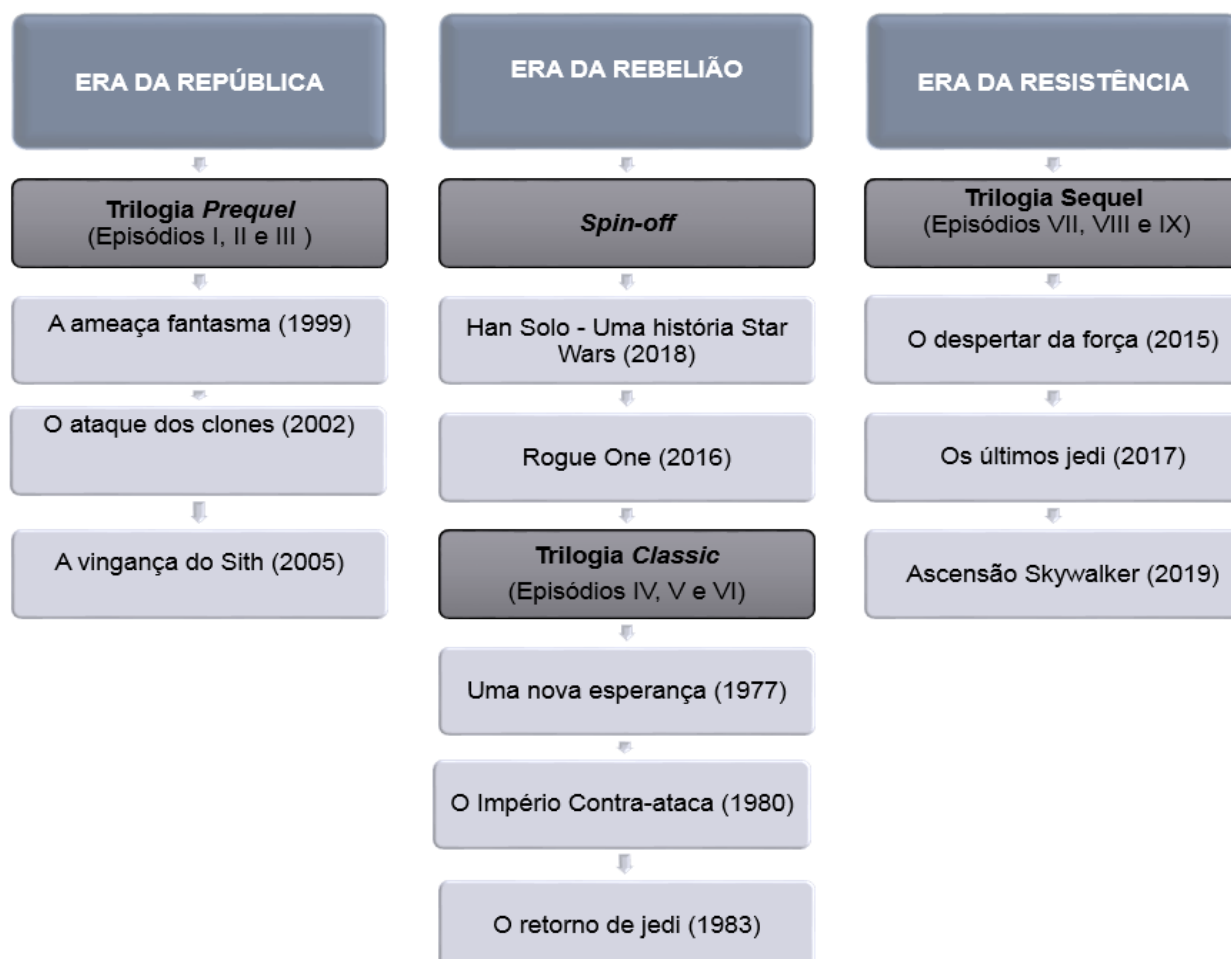 ERA DA REPÚBLICA
Trilogia Prequel
(Episódios I, II e III )
A ameaça fantasma (1999)
O ataque dos clones (2002)
A vingança do Sith (2005)
ERA DA REBELIÃO
Spin-off
Han Solo - Uma história Star
Wars (2018)
Rogue One (2016)
Trilogia Classic
(Episódios IV, V e VI)
Uma nova esperança (1977)
O Império Contra-ataca (1980)
O retorno de jedi (1983)
ERA DA RESISTÊNCIA
Trilogia Sequel
(Episódios VII, VIII e IX)
O despertar da força (2015)
Os últimos jedi (2017)
Ascensão Skywalker (2019)